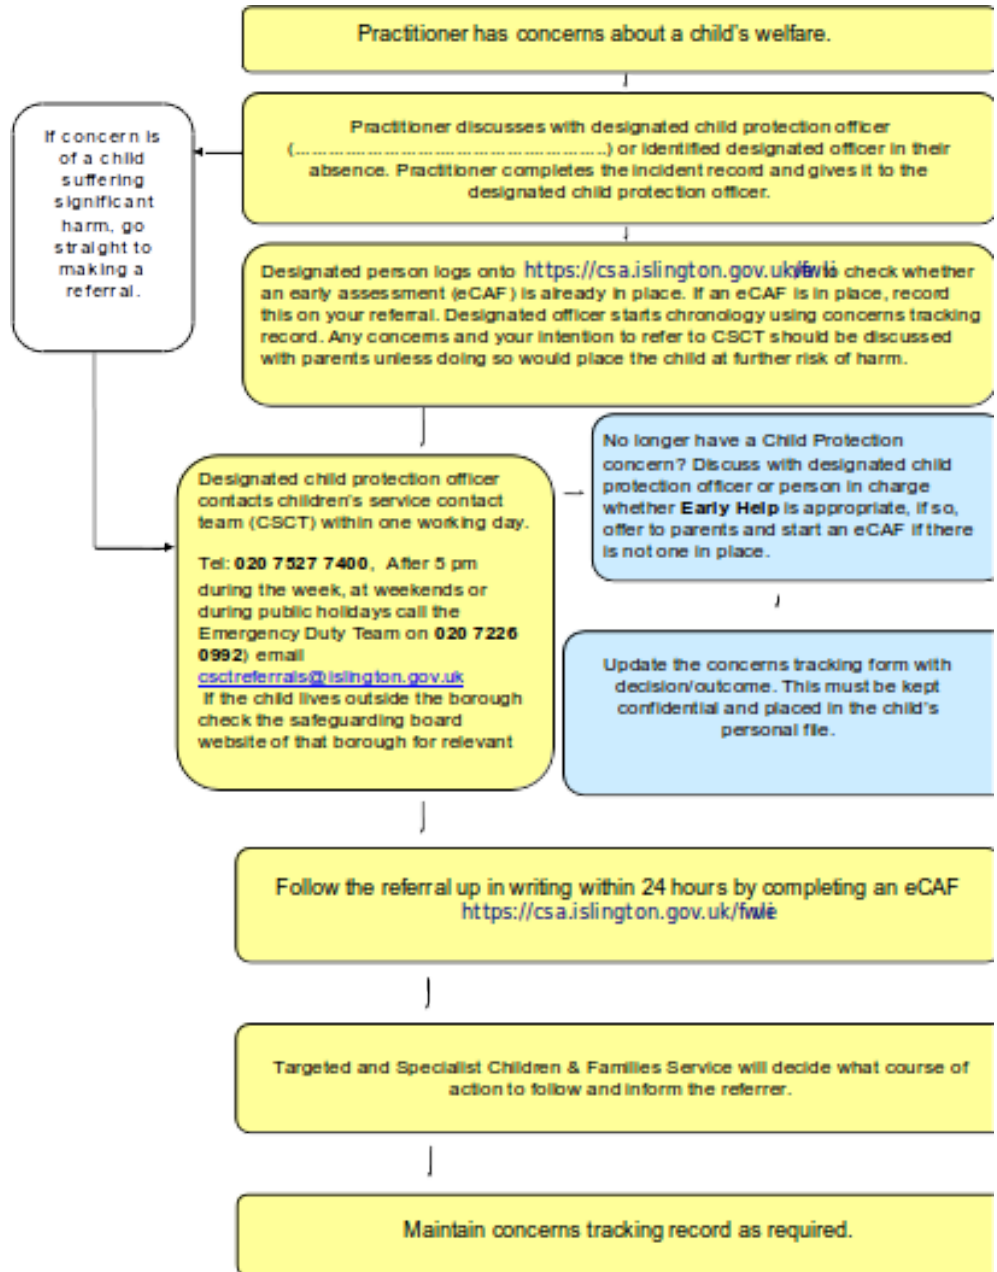 Practitioner has concerns about a child's welfare.
If concern is
of a child
suffering
significant
harm, go
straight to
making a
referral.
Practitioner discusses with designated child protection officer
(……………………………………………………..) or identified designated officer in their
absence. Practitioner completes the incident record and gives it to the
designated child protection officer.
Designated person logs onto https://csa.islington.gov.uk/ to check whether
an early assessment (eCAF) is already in place. If an eCAF is in place, record
this on your referral. Designated officer starts chronology using concerns tracking
record. Any concerns and your intention to refer to CSCT should be discussed
with parents unless doing so would place the child at further risk of harm.
Designated child protection officer
contacts children's service contact
team (CSCT) within one working day.
Tel: 020 7527 7400, After 5 pm
during the week, at weekends or
during public holidays call the
Emergency Duty Team on 020 7226
0992) email
csctreferrals@islington.gov.uk
If the child lives outside the borough
check the safeguarding board
website of that borough for relevant
No longer have a Child Protection
concern? Discuss with designated child
protection officer or person in charge
whether Early Help is appropriate, if so,
offer to parents and start an eCAF if there
is not one in place.
Update the concerns tracking form with
decision/outcome. This must be kept
confidential and placed in the child's
personal file.
Follow the referral up in writing within 24 hours by completing an eCAF
https://csa.islington.gov.uk/
Targeted and Specialist Children & Families Service will decide what course of
action to follow and inform the referrer.
Maintain concerns tracking record as required.